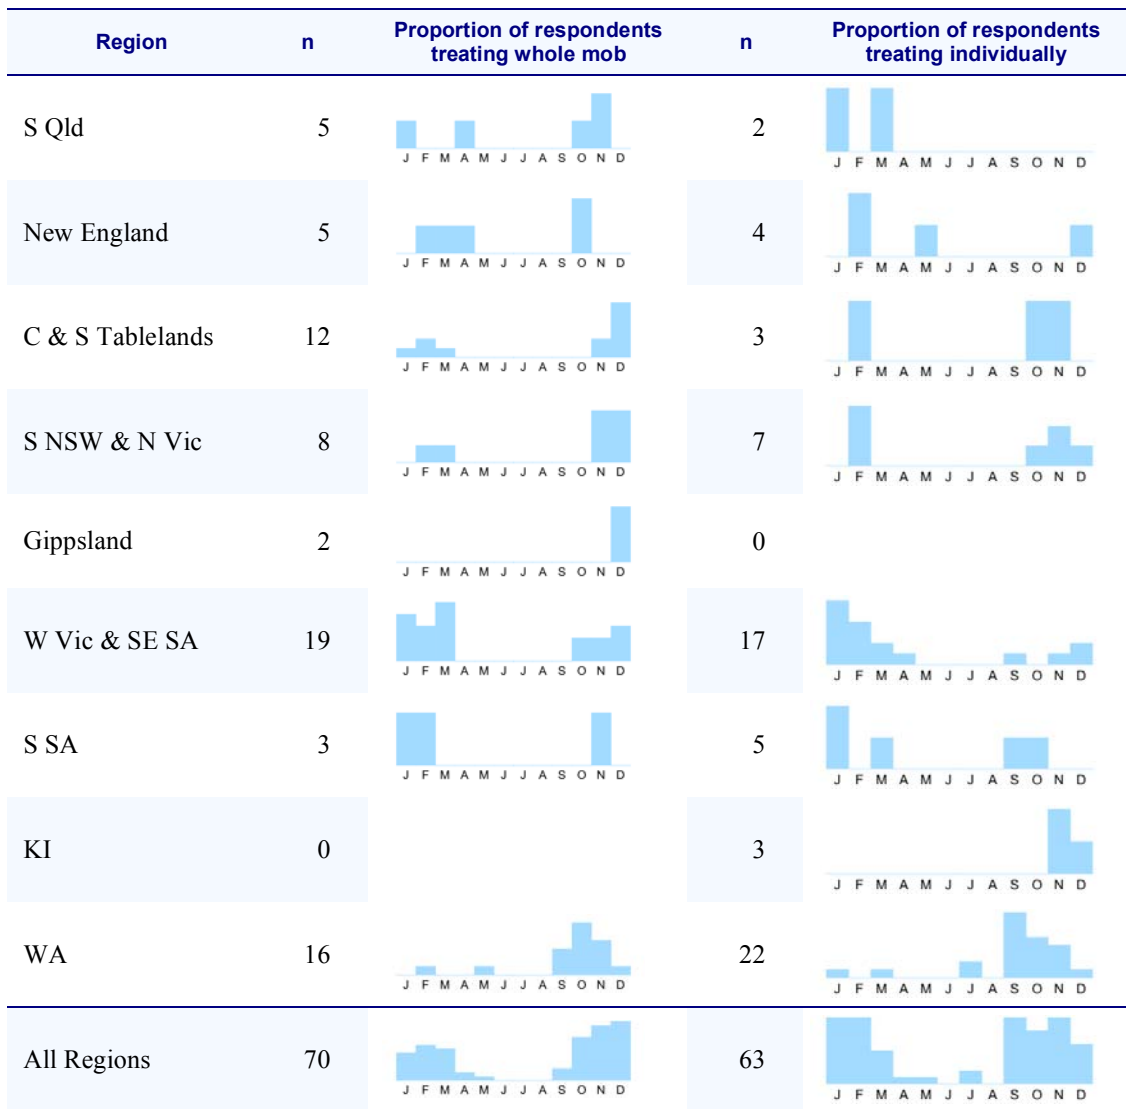 Region n Proportion of respondents treating whole mob n Proportion of respondents treating individually
S Qld 5 J F M A M J J A S O N D 2 J F M A M J J A S O N D
New England 5 J F M A M J J A S O N D 4 J F M A M J J A S O N D
C & S Tablelands 12 J F M A M J J A S O N D 3 J F M A M J J A S O N D
S NSW & N Vic 8 J F M A M J J A S O N D 7 J F M A M J J A S O N D
Gippsland 2 J F M A M J J A S O N D 0
W Vic & SE SA 19 J F M A M J J A S O N D 17 J F M A M J J A S O N D
S SA 3 J F M A M J J A S O N D 5 J F M A M J J A S O N D
KI 0 3 J F M A M J J A S O N D
WA 16 J F M A M J J A S O N D 22 J F M A M J J A S O N D
All Regions 70 J F M A M J J A S O N D 63 J F M A M J J A S O N D